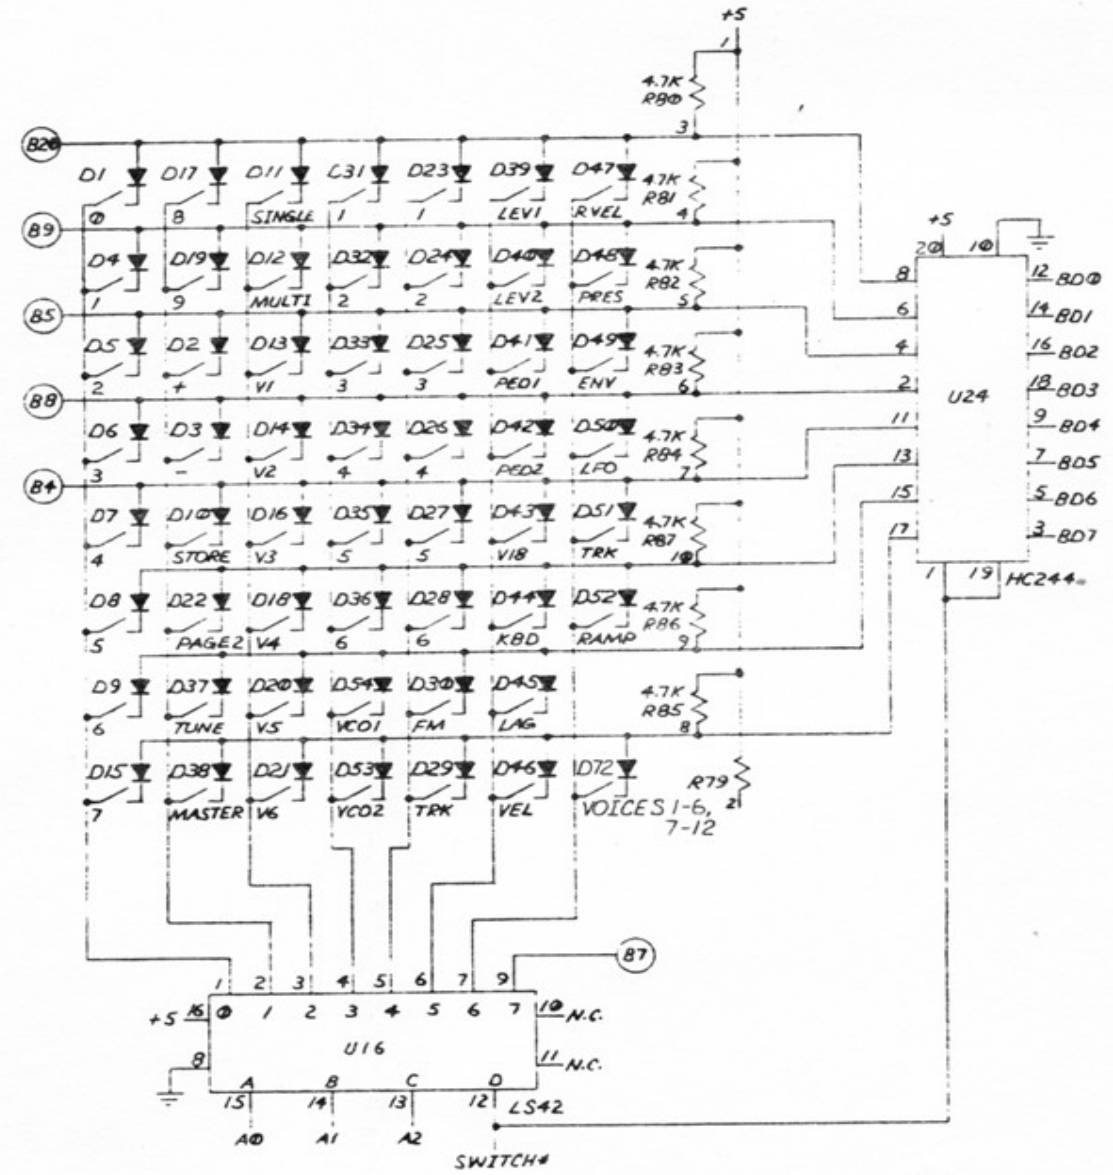 +5
1
4.7K
R80
3
B20
D1 D17 D11 C31 D23 D39 D47
0 8 SINGLE 1 1 LEV1 RVEL
4.7K
R81
4
B9
D4 D19 D12 D32 D24 D40 D48
1 9 MULTI 2 2 LEV2 PRES
4.7K
R82
5
B5
D5 D2 D13 D33 D25 D41 D49
2 + V1 3 3 PED1 ENV
4.7K
R83
6
B8
D6 D3 D14 D34 D26 D42 D50
3 - V2 4 4 PED2 LFO
4.7K
R84
7
B4
D7 D10 D16 D35 D27 D43 D51
4 STORE V3 5 5 VIB TRK
4.7K
R87
10
D8 D22 D18 D36 D28 D44 D52
5 PAGE2 V4 6 6 KBD RAMP
4.7K
R86
9
D9 D37 D20 D54 D30 D45
6 TUNE V5 VCO1 FM LAG
4.7K
R85
8
D15 D38 D21 D53 D29 D46 D72
7 MASTER V6 VCO2 TRK VEL VOICES 1-6,
7-12
R79
2
+5
20 10
8 12 BD0
6 14 BD1
4 16 BD2
2 18 BD3
U24
11 9 BD4
13 7 BD5
15 5 BD6
17 3 BD7
1 19 HC244
B7
1 2 3 4 5 6 7 9
+5 16 0 1 2 3 4 5 6 7 10 N.C.
U16
8 11 N.C.
A B C D
15 14 13 12 LS42
A0 A1 A2
SWITCH*